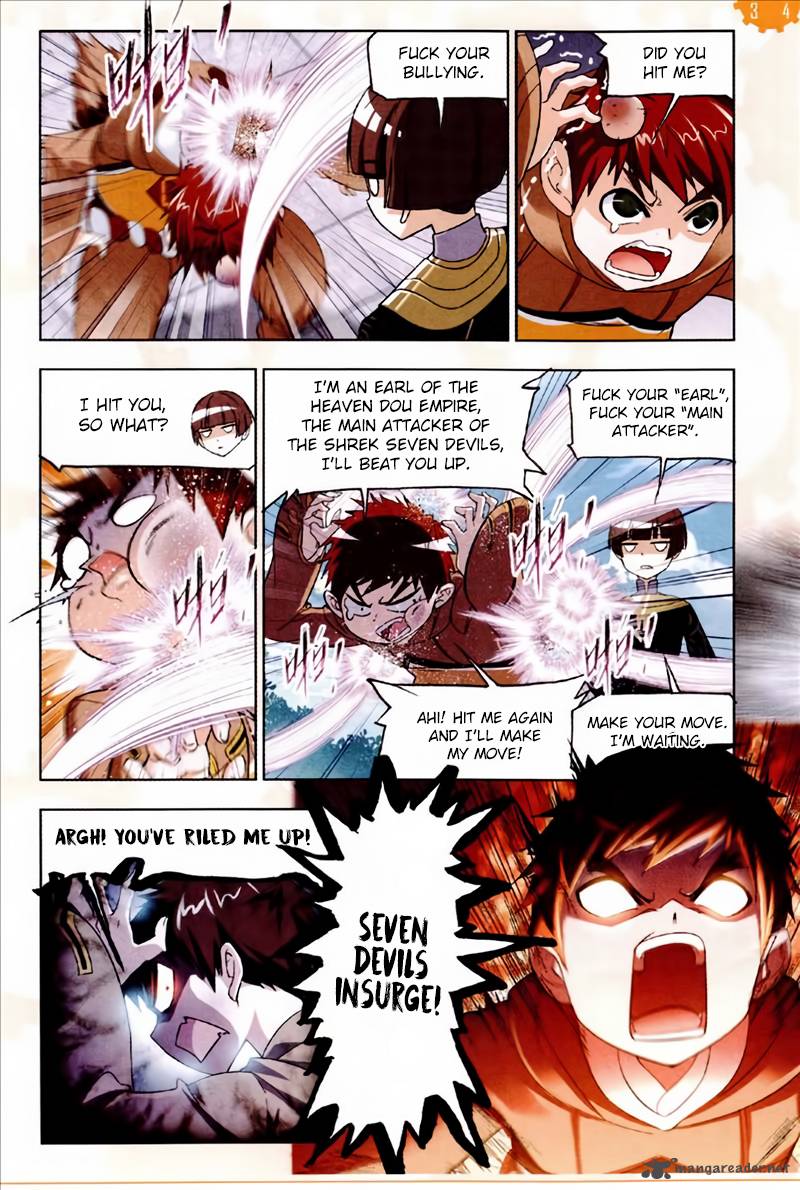 3 4
FUCK YOUR
BULLYING.
DID YOU
HIT ME?
I HIT YOU,
SO WHAT?
I'M AN EARL OF THE
HEAVEN DOU EMPIRE,
THE MAIN ATTACKER OF
THE SHREK SEVEN DEVILS,
I'LL BEAT YOU UP.
FUCK YOUR "EARL",
FUCK YOUR "MAIN
ATTACKER".
AH! HIT ME AGAIN
AND I'LL MAKE
MY MOVE!
MAKE YOUR MOVE.
I'M WAITING.
ARGH! YOU'VE RILED ME UP!
SEVEN
DEVILS
INSURGE!
mangareader.net